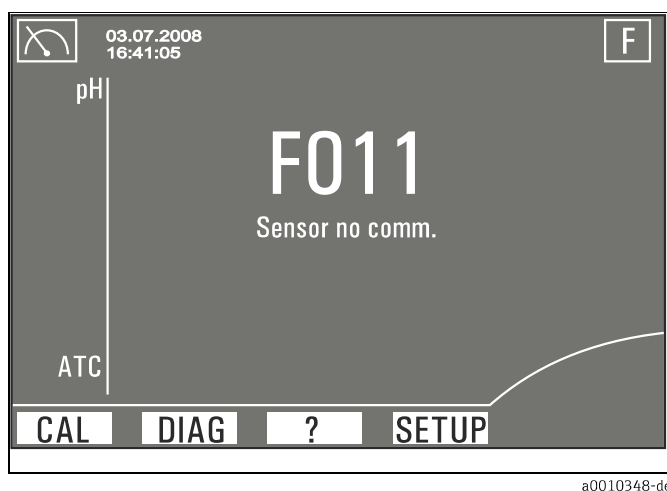 03.07.2008
16:41:05
F
pH
F011
Sensor no comm.
ATC
CAL DIAG ? SETUP
a0010348-de